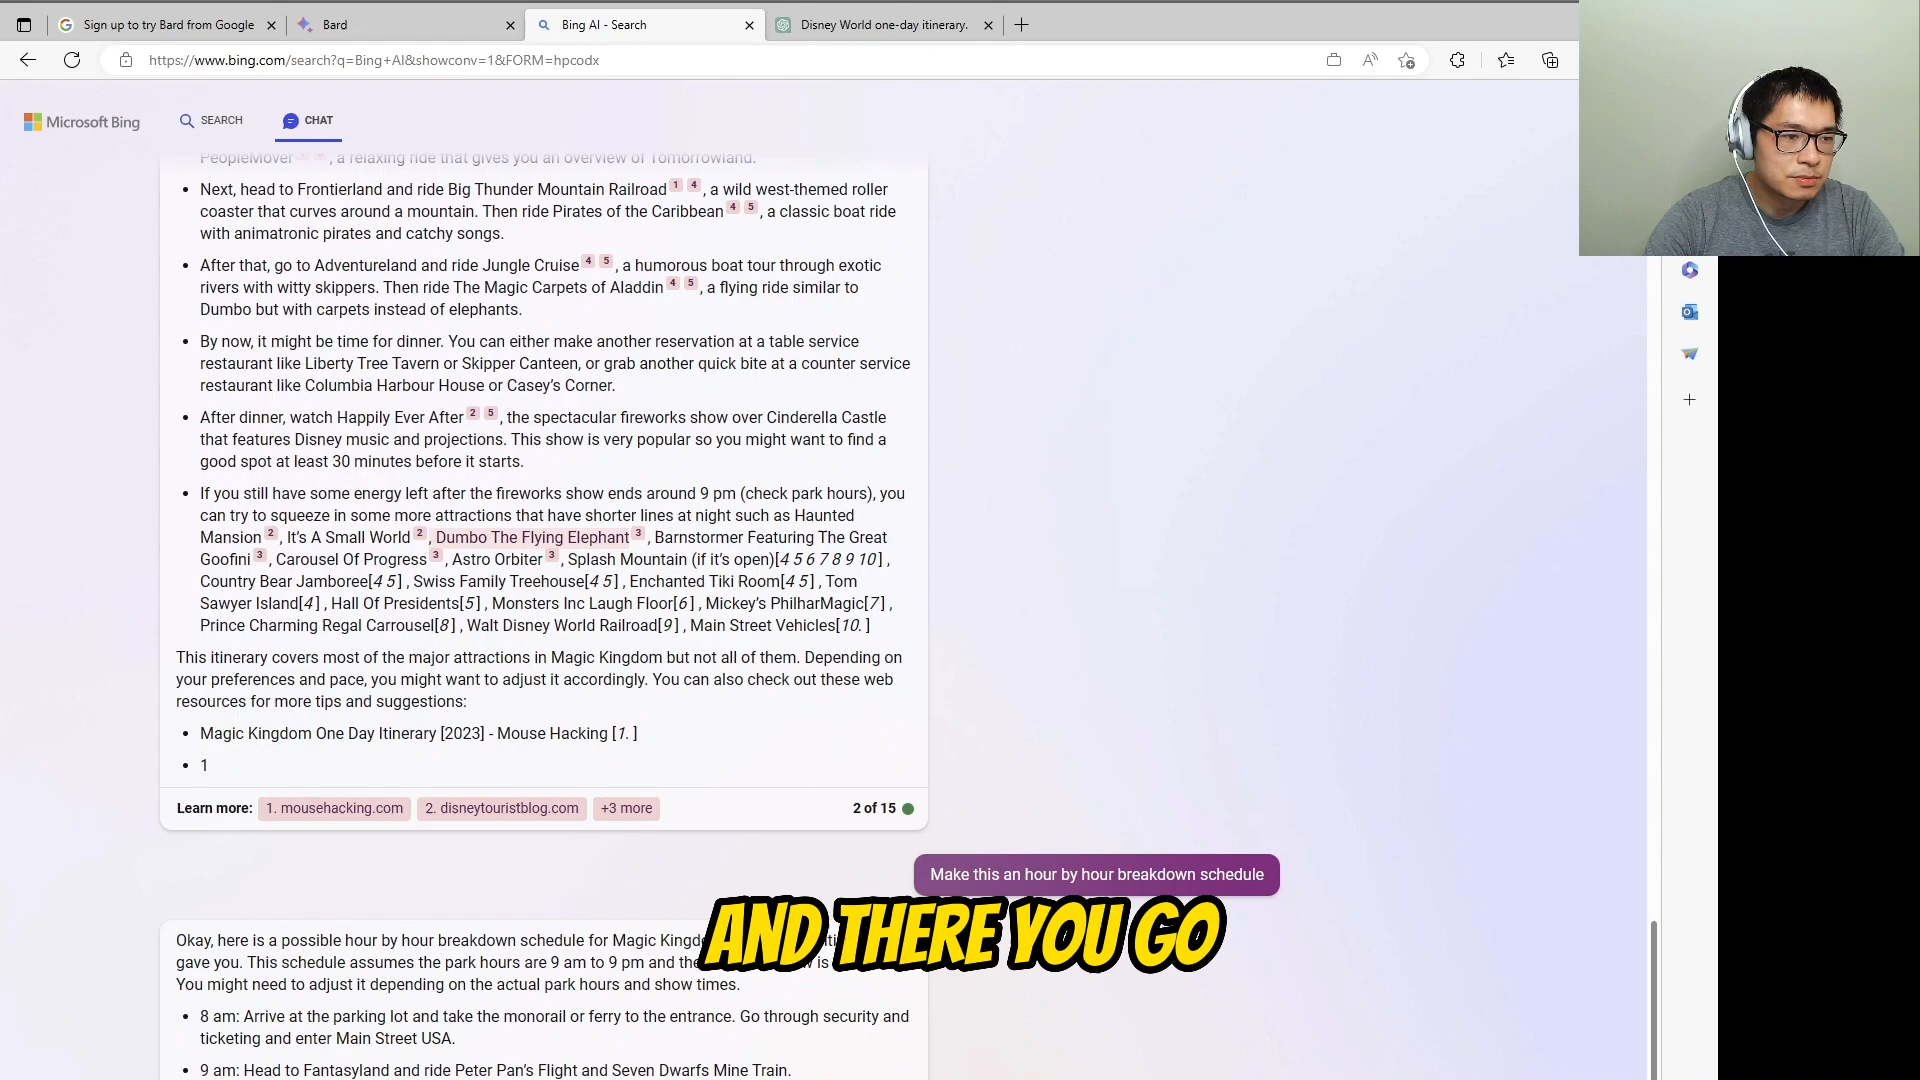 Sign up to try Bard from Google
Bard
Bing AI - Search
Disney World one-day itinerary.
https://www.bing.com/search?q=Bing+AI&showconv=1&FORM=hpcodx
Microsoft Bing
SEARCH
CHAT
PeopleMover, a relaxing ride that gives you an overview of Tomorrowland.
• Next, head to Frontierland and ride Big Thunder Mountain Railroad 1 4, a wild west-themed roller
coaster that curves around a mountain. Then ride Pirates of the Caribbean 4 5, a classic boat ride
with animatronic pirates and catchy songs.
• After that, go to Adventureland and ride Jungle Cruise 4 5, a humorous boat tour through exotic
rivers with witty skippers. Then ride The Magic Carpets of Aladdin 4 5, a flying ride similar to
Dumbo but with carpets instead of elephants.
• By now, it might be time for dinner. You can either make another reservation at a table service
restaurant like Liberty Tree Tavern or Skipper Canteen, or grab another quick bite at a counter service
restaurant like Columbia Harbour House or Casey's Corner.
• After dinner, watch Happily Ever After 2 5, the spectacular fireworks show over Cinderella Castle
that features Disney music and projections. This show is very popular so you might want to find a
good spot at least 30 minutes before it starts.
• If you still have some energy left after the fireworks show ends around 9 pm (check park hours), you
can try to squeeze in some more attractions that have shorter lines at night such as Haunted
Mansion 2, It's A Small World 2, Dumbo The Flying Elephant 3, Barnstormer Featuring The Great
Goofini 3, Carousel Of Progress 3, Astro Orbiter 3, Splash Mountain (if it's open)[4 5 6 7 8 9 10] ,
Country Bear Jamboree[4 5] , Swiss Family Treehouse[4 5] , Enchanted Tiki Room[4 5] , Tom
Sawyer Island[4] , Hall Of Presidents[5] , Monsters Inc Laugh Floor[6] , Mickey's PhilharMagic[7] ,
Prince Charming Regal Carrousel[8] , Walt Disney World Railroad[9] , Main Street Vehicles[10. ]
This itinerary covers most of the major attractions in Magic Kingdom but not all of them. Depending on
your preferences and pace, you might want to adjust it accordingly. You can also check out these web
resources for more tips and suggestions:
• Magic Kingdom One Day Itinerary [2023] - Mouse Hacking [1. ]
• 1
Learn more: 1. mousehacking.com 2. disneytouristblog.com +3 more 2 of 15
Make this an hour by hour breakdown schedule
AND THERE YOU GO
Okay, here is a possible hour by hour breakdown schedule for Magic
gave you. This schedule assumes the park hours are 9 am to 9 pm and
You might need to adjust it depending on the actual park hours and show times.
• 8 am: Arrive at the parking lot and take the monorail or ferry to the entrance. Go through security and
ticketing and enter Main Street USA.
• 9 am: Head to Fantasyland and ride Peter Pan's Flight and Seven Dwarfs Mine Train.